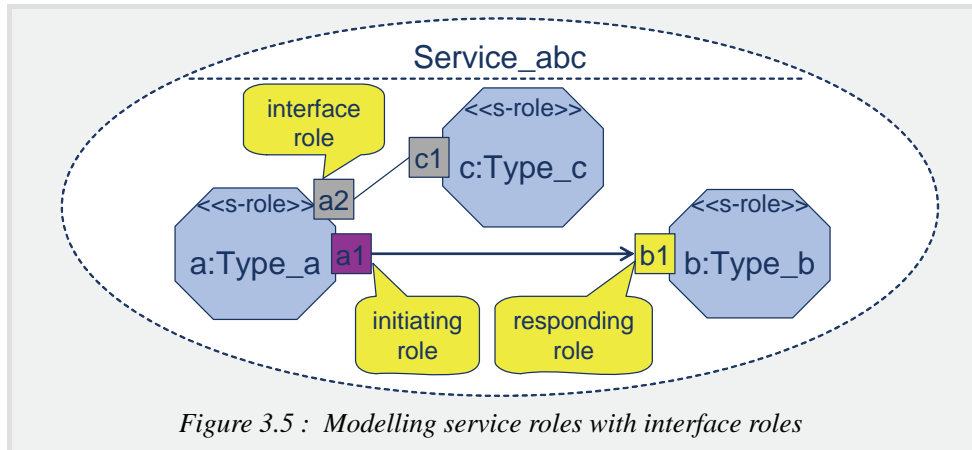 Service_abc
interface
role
<<s-role>>
c1
c:Type_c
a2
<<s-role>>
a1
a:Type_a
<<s-role>>
b1
b:Type_b
initiating
role
responding
role
Figure 3.5 : Modelling service roles with interface roles